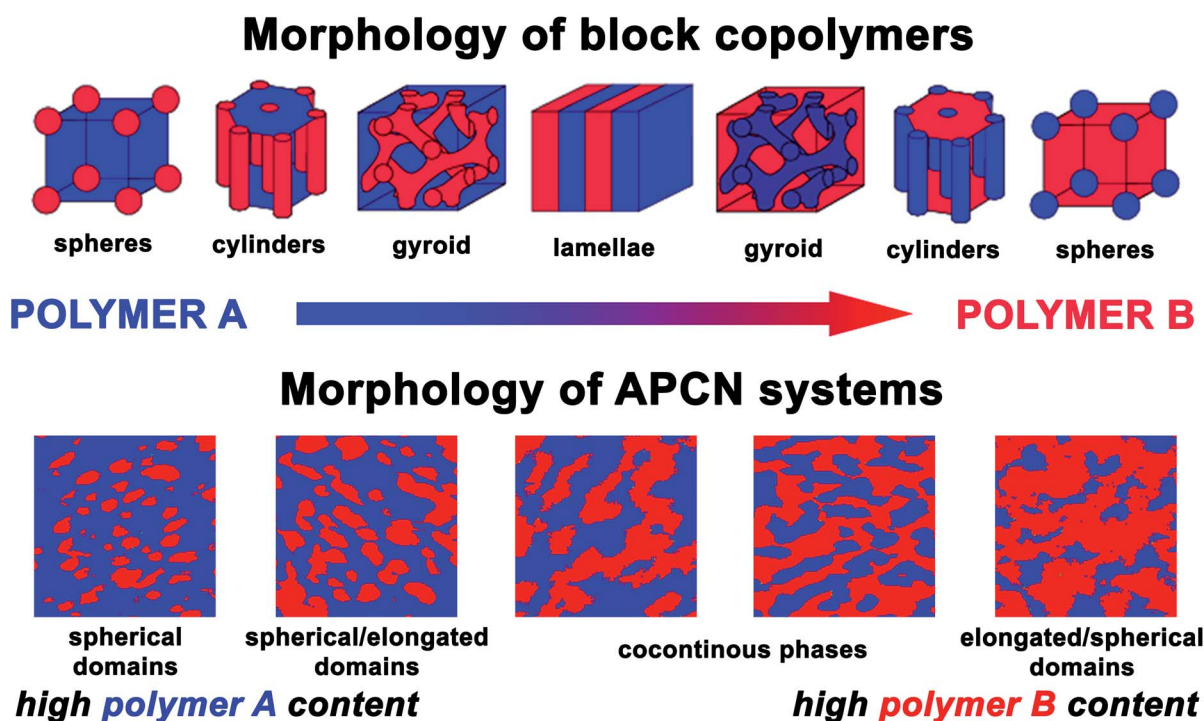 Morphology of block copolymers
spheres cylinders gyroid lamellae gyroid cylinders spheres
POLYMER A POLYMER B
Morphology of APCN systems
spherical
domains
spherical/elongated
domains
cocontinous phases
elongated/spherical
domains
high polymer A content high polymer B content